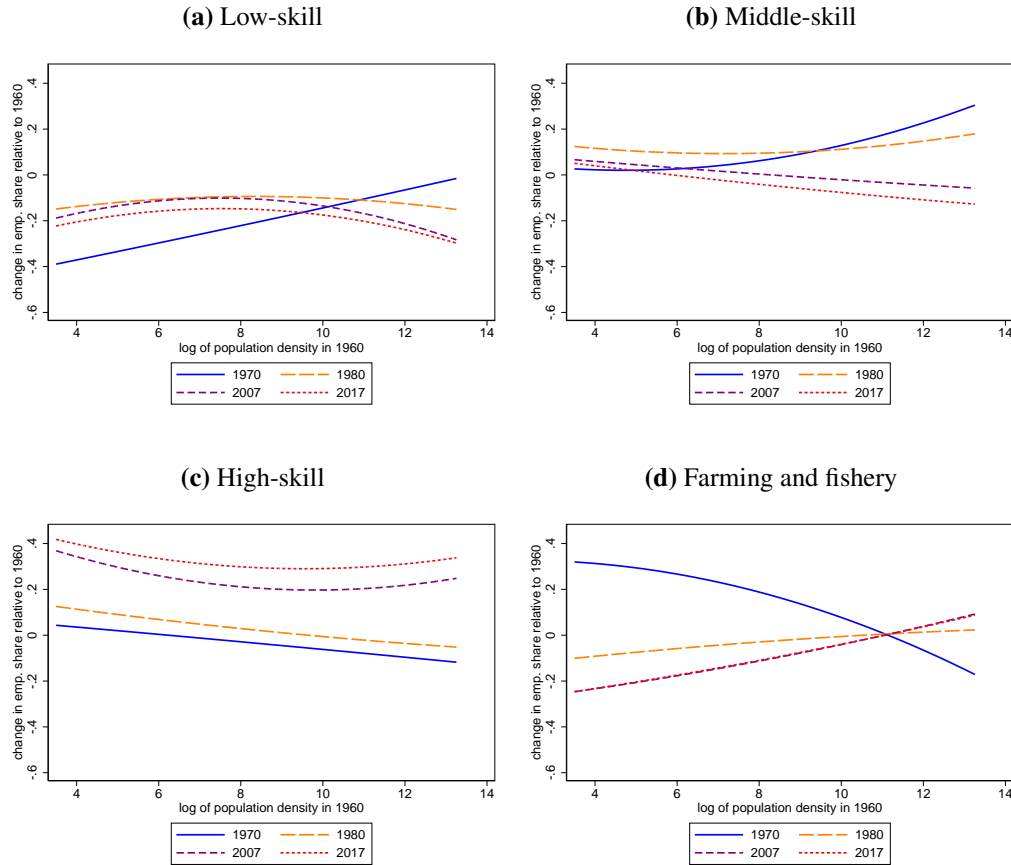 (a) Low-skill
change in emp. share relative to 1960
.4
.2
0
-.2
-.4
-.6
4 6 8 10 12 14
log of population density in 1960
1970 1980
2007 2017
(b) Middle-skill
change in emp. share relative to 1960
.4
.2
0
-.2
-.4
-.6
4 6 8 10 12 14
log of population density in 1960
1970 1980
2007 2017
(c) High-skill
change in emp. share relative to 1960
.4
.2
0
-.2
-.4
-.6
4 6 8 10 12 14
log of population density in 1960
1970 1980
2007 2017
(d) Farming and fishery
change in emp. share relative to 1960
.4
.2
0
-.2
-.4
-.6
4 6 8 10 12 14
log of population density in 1960
1970 1980
2007 2017